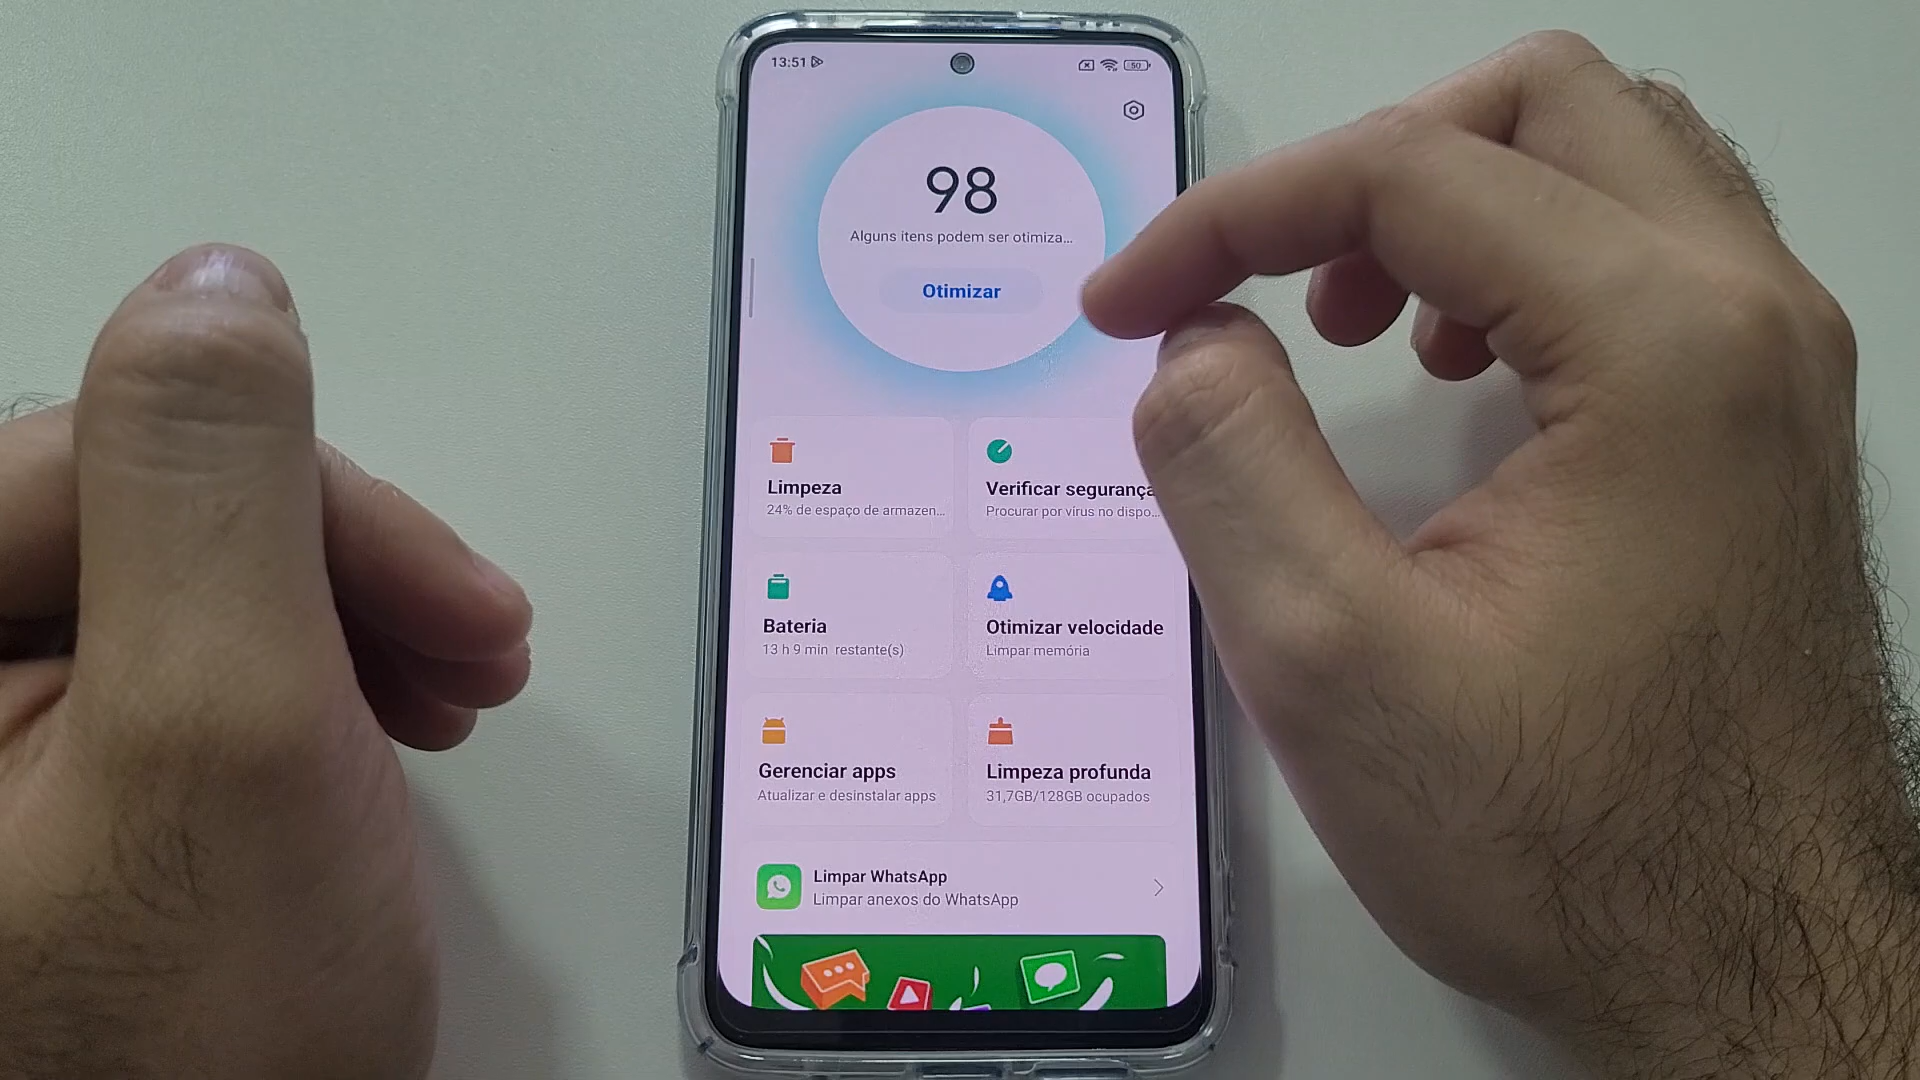 13:51
50
98
Alguns itens podem ser otimiza...
Otimizar
Limpeza
24% de espaço de armazen...
Verificar segurança
Procurar por vírus no dispo...
Bateria
13 h 9 min restante(s)
Otimizar velocidade
Limpar memória
Gerenciar apps
Atualizar e desinstalar apps
Limpeza profunda
31,7GB/128GB ocupados
Limpar WhatsApp
Limpar anexos do WhatsApp